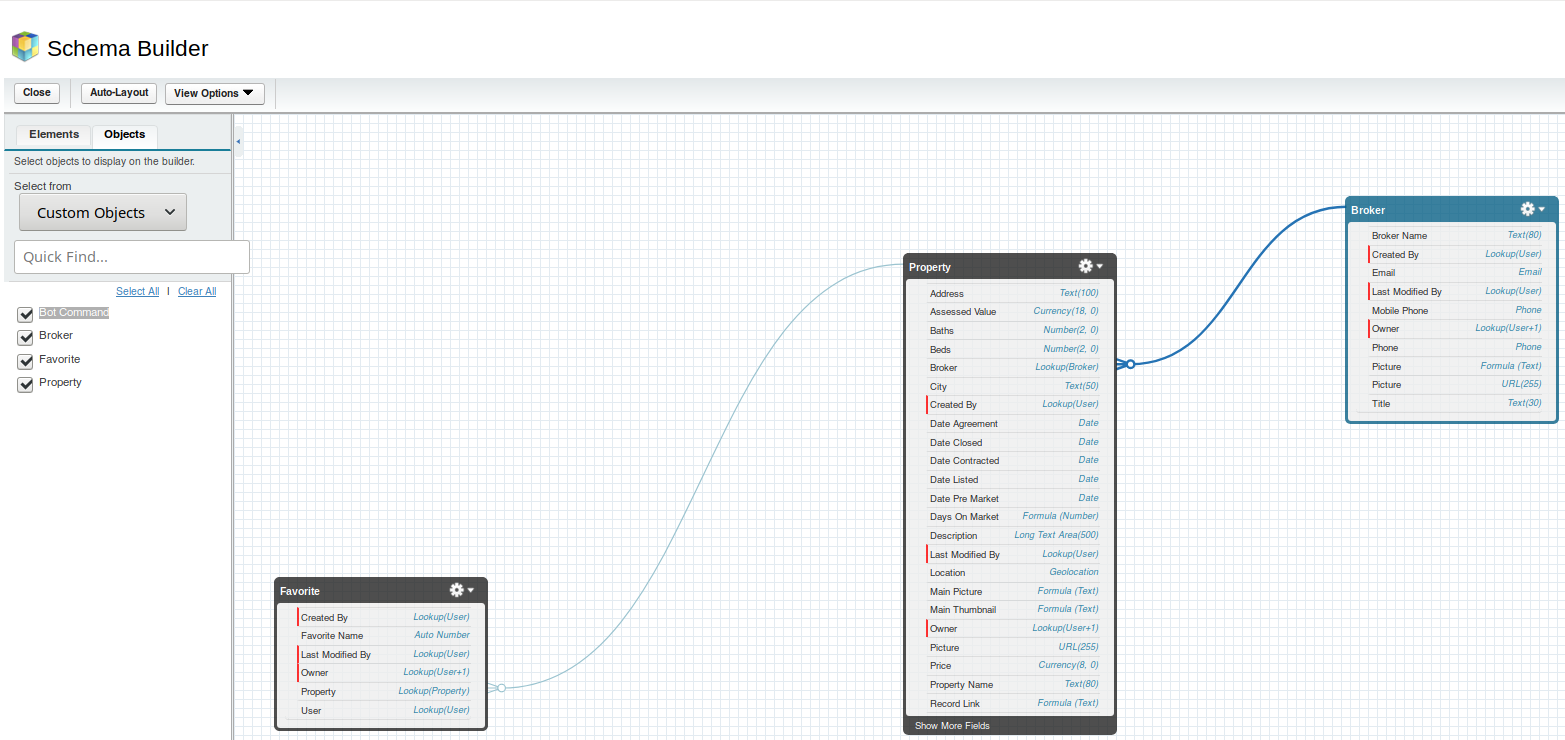 Schema Builder
Close
Auto-Layout
View Options
Elements
Objects
Select objects to display on the builder.
Select from
Custom Objects
Quick Find...
Select All | Clear All
Bot Command
Broker
Favorite
Property
Favorite
Created By Lookup(User)
Favorite Name Auto Number
Last Modified By Lookup(User)
Owner Lookup(User+1)
Property Lookup(Property)
User Lookup(User)
Property
Address Text(100)
Assessed Value Currency(18, 0)
Baths Number(2, 0)
Beds Number(2, 0)
Broker Lookup(Broker)
City Text(50)
Created By Lookup(User)
Date Agreement Date
Date Closed Date
Date Contracted Date
Date Listed Date
Date Pre Market Date
Days On Market Formula (Number)
Description Long Text Area(500)
Last Modified By Lookup(User)
Location Geolocation
Main Picture Formula (Text)
Main Thumbnail Formula (Text)
Owner Lookup(User+1)
Picture URL(255)
Price Currency(8, 0)
Property Name Text(80)
Record Link Formula (Text)
Show More Fields
Broker
Broker Name Text(80)
Created By Lookup(User)
Email Email
Last Modified By Lookup(User)
Mobile Phone Phone
Owner Lookup(User+1)
Phone Phone
Picture Formula (Text)
Picture URL(255)
Title Text(30)